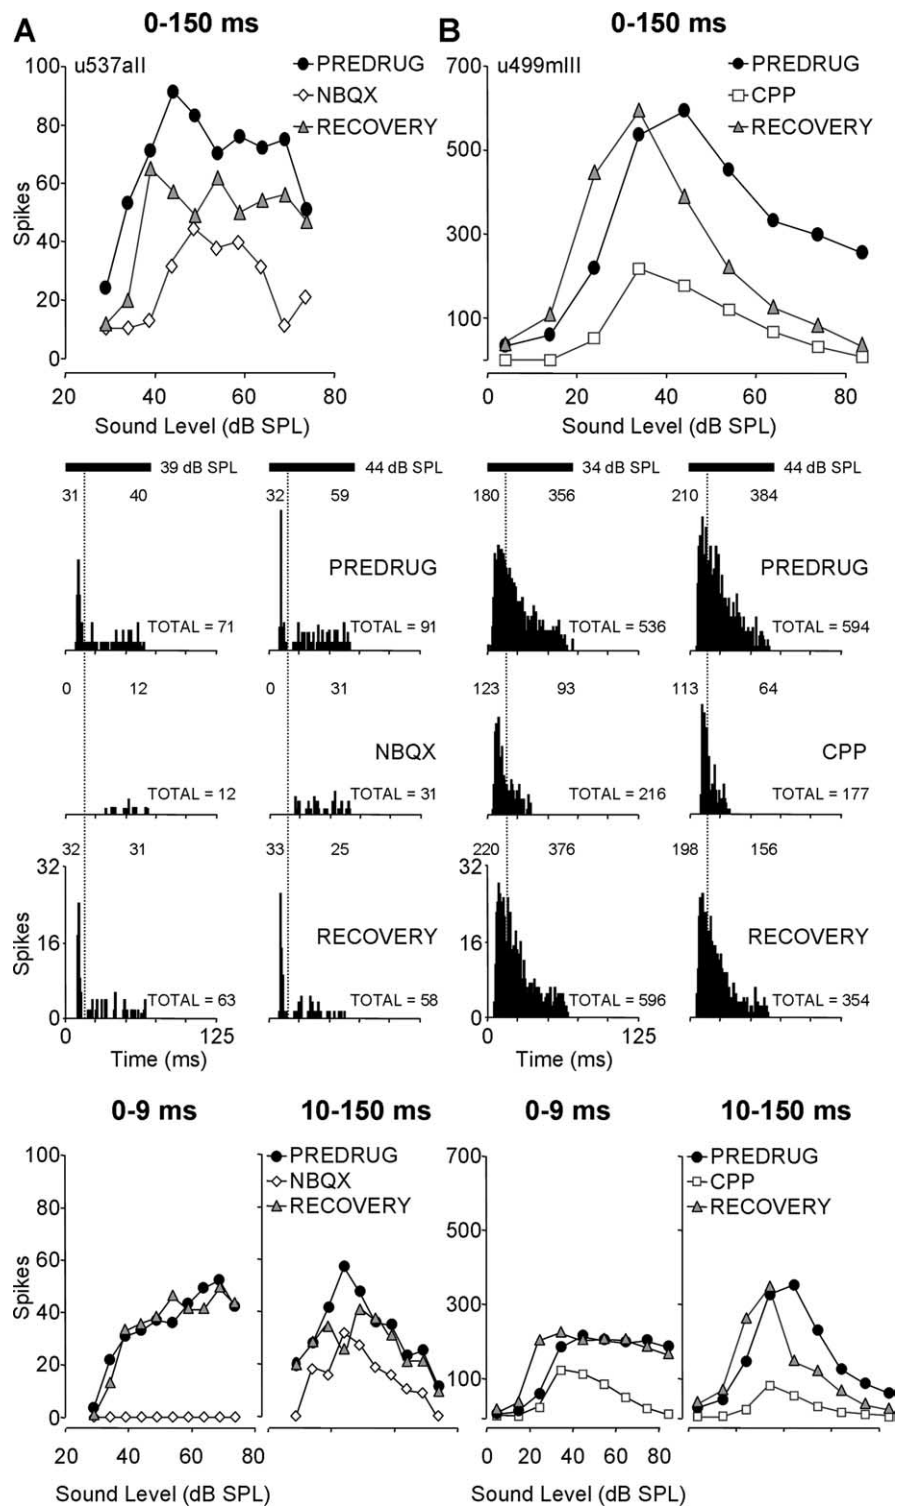 A 0-150 ms B 0-150 ms
u537aII
PREDRUG
NBQX
RECOVERY
u499mIII
PREDRUG
CPP
RECOVERY
Spikes
100
80
60
40
20
0
700
500
300
100
20 40 60 80
0 20 40 60 80
Sound Level (dB SPL) Sound Level (dB SPL)
39 dB SPL 44 dB SPL 34 dB SPL 44 dB SPL
31 40 32 59 180 356 210 384
PREDRUG PREDRUG
TOTAL = 71 TOTAL = 91 TOTAL = 536 TOTAL = 594
0 12 0 31 123 93 113 64
NBQX CPP
TOTAL = 12 TOTAL = 31 TOTAL = 216 TOTAL = 177
32 31 33 25 220 376 198 156
RECOVERY RECOVERY
TOTAL = 63 TOTAL = 58 TOTAL = 596 TOTAL = 354
Spikes
32
16
0
32
16
0
0 125 0 125
Time (ms) Time (ms)
0-9 ms 10-150 ms 0-9 ms 10-150 ms
PREDRUG
NBQX
RECOVERY
PREDRUG
CPP
RECOVERY
Spikes
100
80
60
40
20
0
700
500
300
100
20 40 60 80
0 20 40 60 80
Sound Level (dB SPL) Sound Level (dB SPL)